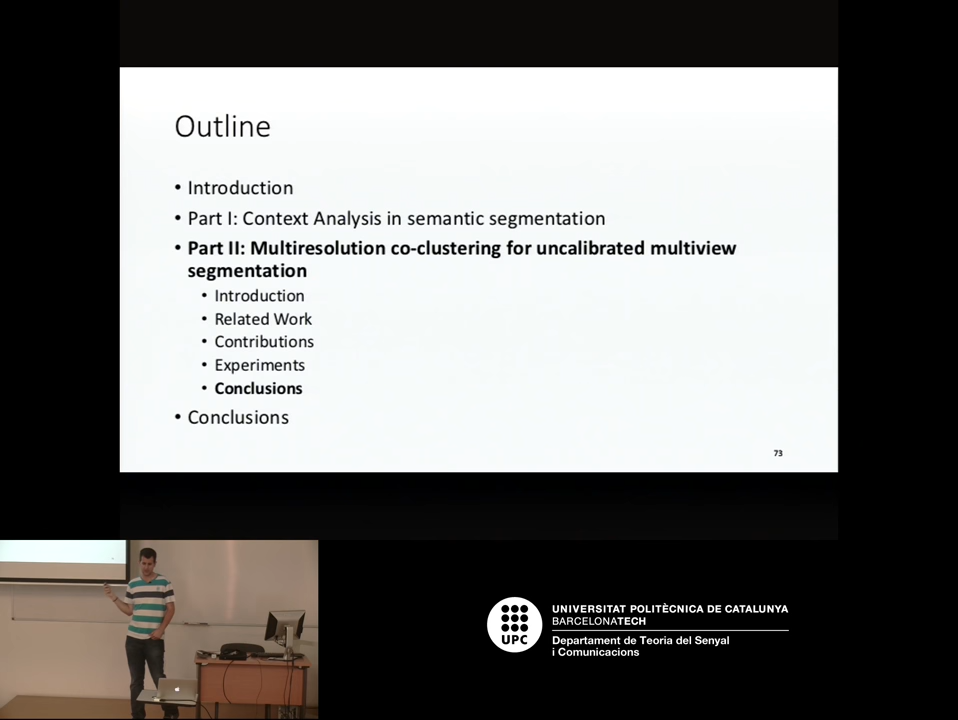 Outline
• Introduction
• Part I: Context Analysis in semantic segmentation
• Part II: Multiresolution co-clustering for uncalibrated multiview
segmentation
• Introduction
• Related Work
• Contributions
• Experiments
• Conclusions
• Conclusions
73
UPC
UNIVERSITAT POLITÈCNICA DE CATALUNYA
BARCELONATECH
Departament de Teoria del Senyal
i Comunicacions